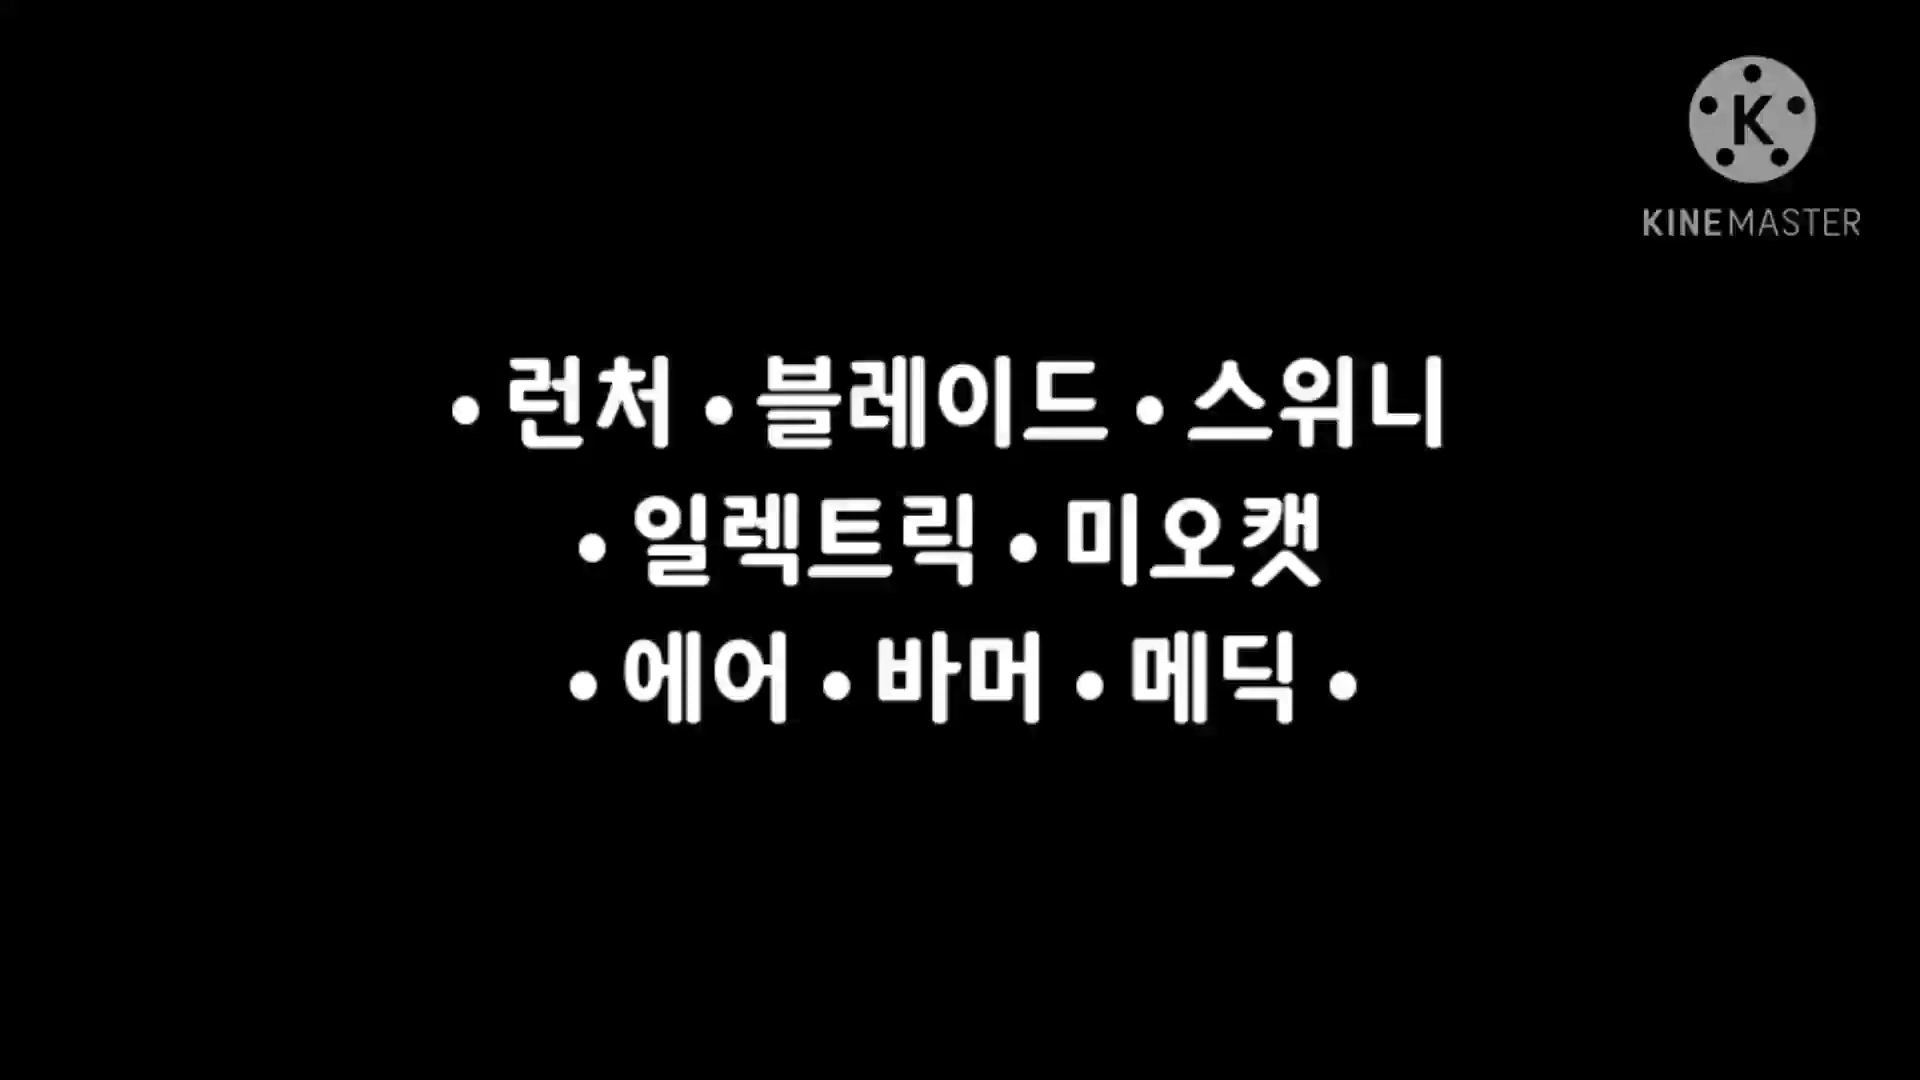 KINEMASTER
• 런처 • 블레이드 • 스위니
• 일렉트릭 • 미오캣
• 에어 • 바머 • 메딕 •